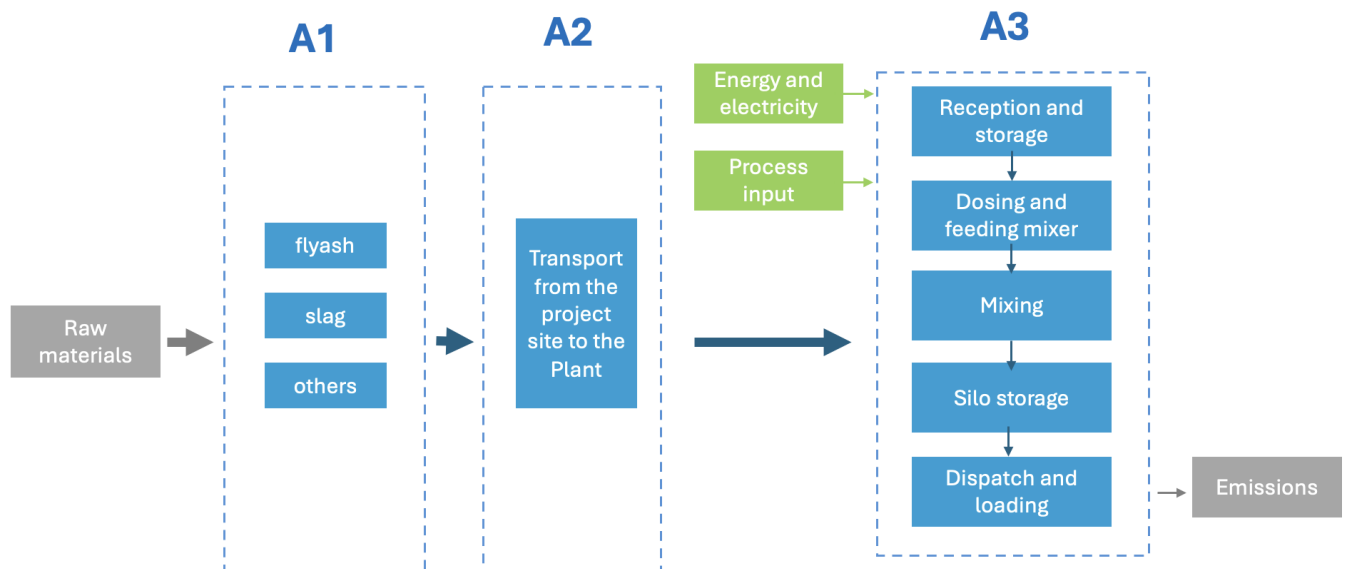 A1
A2
A3
Raw
materials
flyash
slag
others
Transport
from the
project
site to the
Plant
Energy and
electricity
Process
input
Reception and
storage
Dosing and
feeding mixer
Mixing
Silo storage
Dispatch and
loading
Emissions